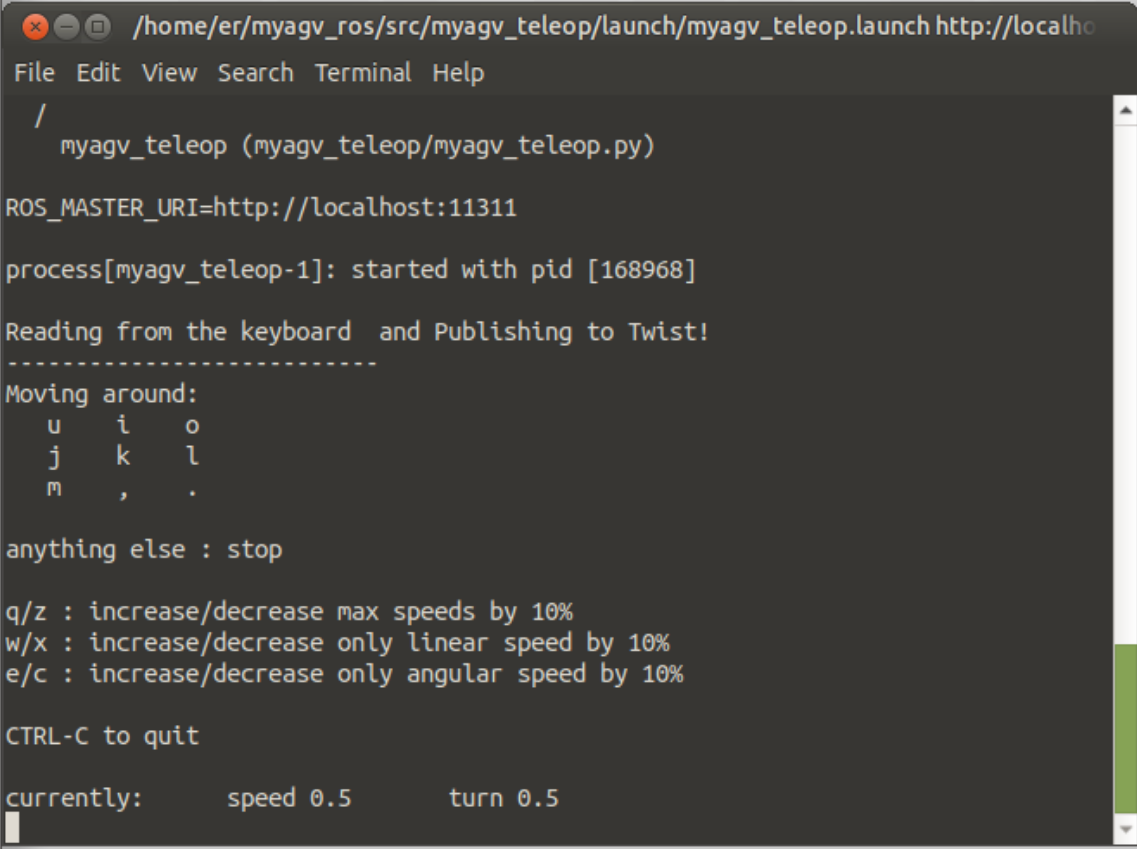 /home/er/myagv_ros/src/myagv_teleop/launch/myagv_teleop.launch http://localho
File Edit View Search Terminal Help
/
myagv_teleop (myagv_teleop/myagv_teleop.py)
ROS_MASTER_URI=http://localhost:11311
process[myagv_teleop-1]: started with pid [168968]
Reading from the keyboard  and Publishing to Twist!
---------------------------
Moving around:
   u    i    o
   j    k    l
   m    ,    .
anything else : stop
q/z : increase/decrease max speeds by 10%
w/x : increase/decrease only linear speed by 10%
e/c : increase/decrease only angular speed by 10%
CTRL-C to quit
currently:      speed 0.5       turn 0.5